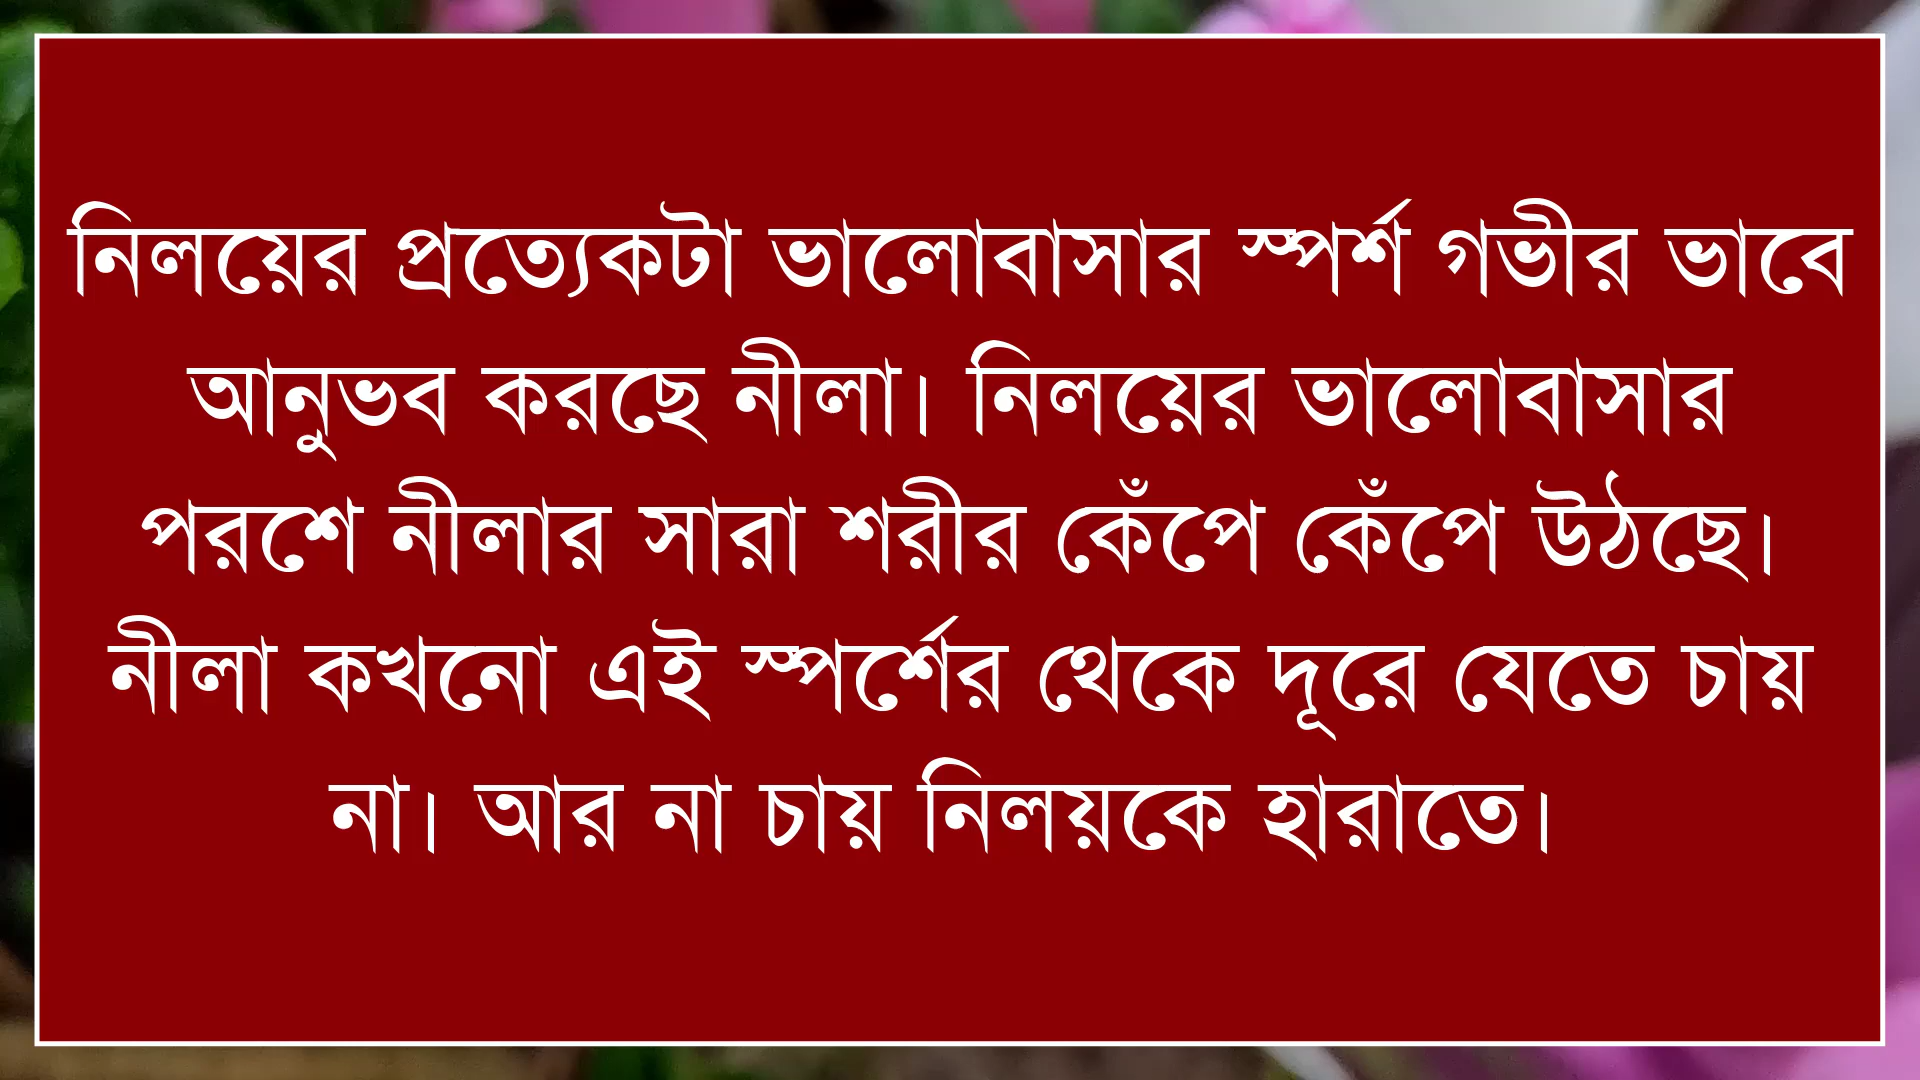 নিলয়ের প্রত্যেকটা ভালোবাসার স্পর্শ গভীর ভাবে
আনুভব করছে নীলা। নিলয়ের ভালোবাসার
পরশে নীলার সারা শরীর কেঁপে কেঁপে উঠছে।
নীলা কখনো এই স্পর্শের থেকে দূরে যেতে চায়
না। আর না চায় নিলয়কে হারাতে।